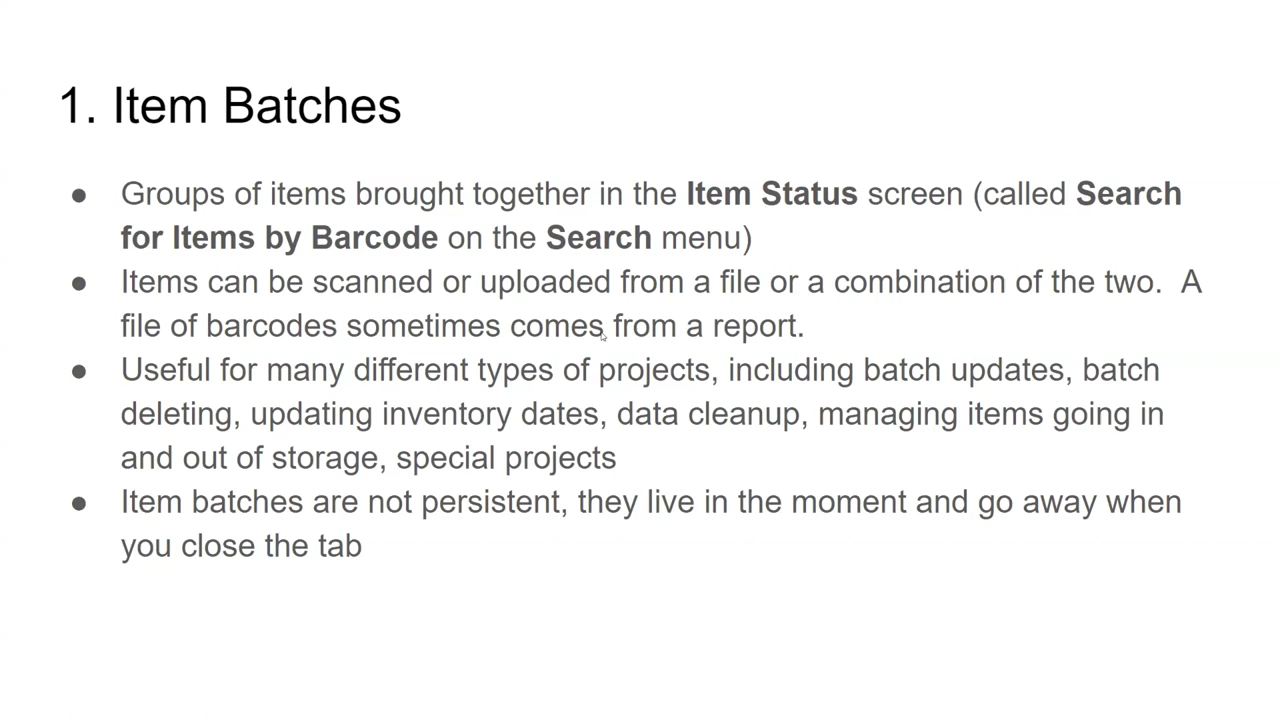 1. Item Batches
● Groups of items brought together in the Item Status screen (called Search
for Items by Barcode on the Search menu)
● Items can be scanned or uploaded from a file or a combination of the two.  A
file of barcodes sometimes comes from a report.
● Useful for many different types of projects, including batch updates, batch
deleting, updating inventory dates, data cleanup, managing items going in
and out of storage, special projects
● Item batches are not persistent, they live in the moment and go away when
you close the tab